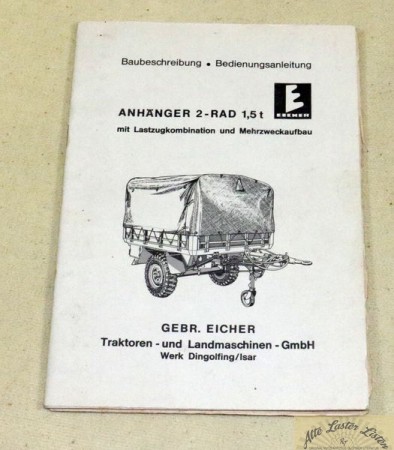 Baubeschreibung • Bedienungsanleitung
EICHER
ANHÄNGER 2-RAD 1,5 t
mit Lastzugkombination und Mehrzweckaufbau
GEBR. EICHER
Traktoren - und Landmaschinen - GmbH
Werk Dingolfing/Isar
Alte Laster Listen